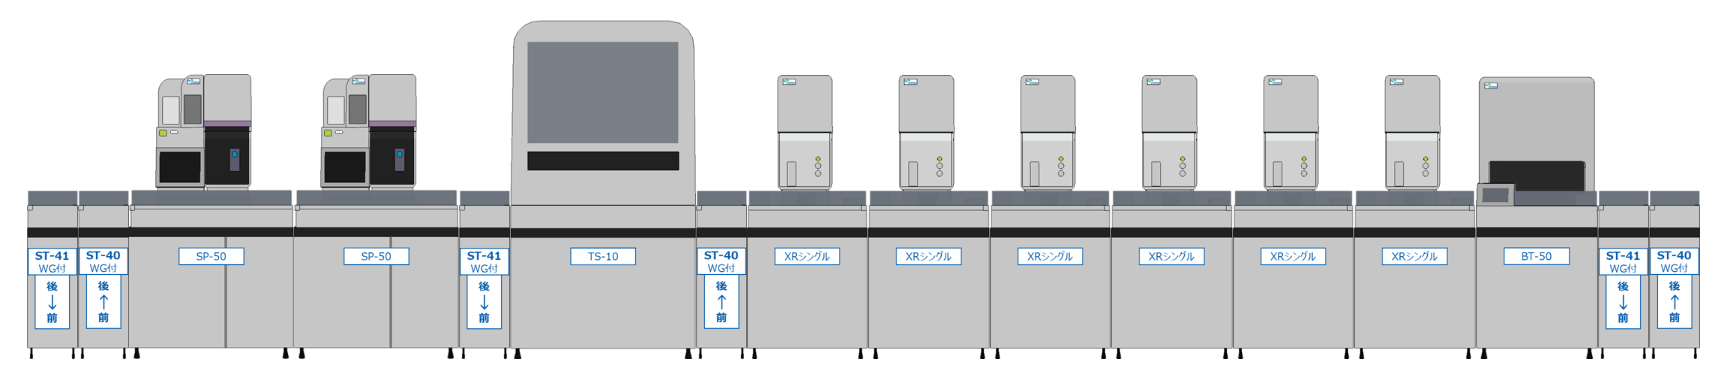 ST-41
WG付
後
↓
前
ST-40
WG付
後
↑
前
SP-50
SP-50
ST-41
WG付
後
↓
前
TS-10
ST-40
WG付
後
↑
前
XRシングル
XRシングル
XRシングル
XRシングル
XRシングル
XRシングル
BT-50
ST-41
WG付
後
↓
前
ST-40
WG付
後
↑
前